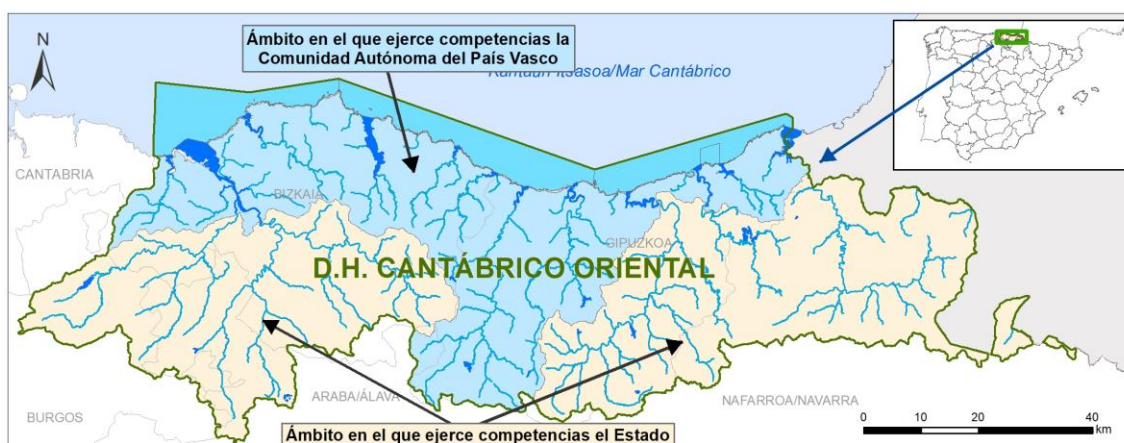 N
Ámbito en el que ejerce competencias la
Comunidad Autónoma del País Vasco
Kantauri Itsasoa/Mar Cantábrico
CANTABRIA
BIZKAIA
GIPUZKOA
D.H. CANTÁBRICO ORIENTAL
ARABA/ÁLAVA
NAFARROA/NAVARRA
BURGOS
Ámbito en el que ejerce competencias el Estado
0 10 20 40
km